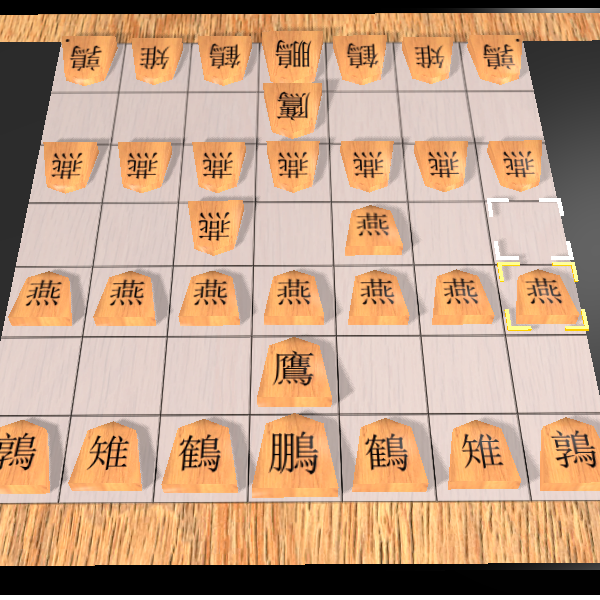 鶉 雉 鶴 鵬 鶴 雉 鶉
鷹
燕 燕 燕 燕 燕 燕 燕
燕 燕
燕 燕 燕 燕 燕 燕 燕
鷹
鶉 雉 鶴 鵬 鶴 雉 鶉